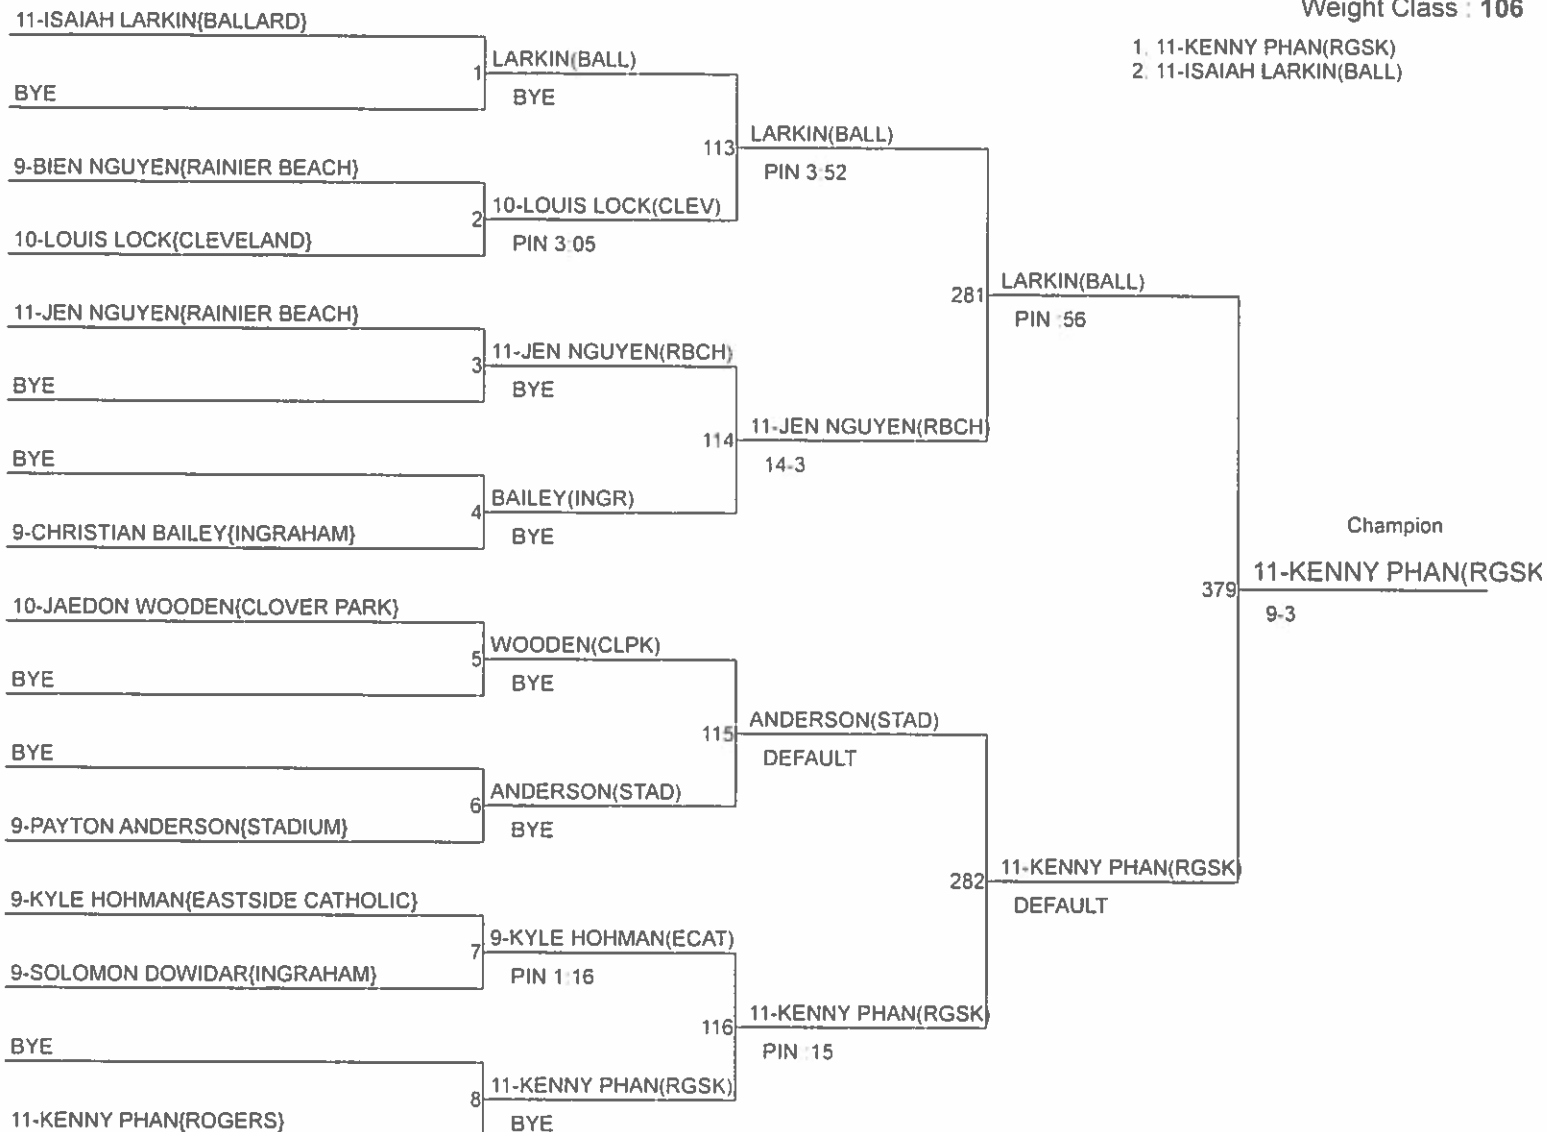 Weight Class : 106
1. 11-KENNY PHAN(RGSK)
2. 11-ISAIAH LARKIN(BALL)
11-ISAIAH LARKIN{BALLARD}
BYE
9-BIEN NGUYEN{RAINIER BEACH}
10-LOUIS LOCK{CLEVELAND}
11-JEN NGUYEN{RAINIER BEACH}
BYE
BYE
9-CHRISTIAN BAILEY{INGRAHAM}
10-JAEDON WOODEN{CLOVER PARK}
BYE
BYE
9-PAYTON ANDERSON{STADIUM}
9-KYLE HOHMAN{EASTSIDE CATHOLIC}
9-SOLOMON DOWIDAR{INGRAHAM}
BYE
11-KENNY PHAN{ROGERS}
1 LARKIN(BALL)
BYE
2 10-LOUIS LOCK(CLEV)
PIN 3:05
3 11-JEN NGUYEN(RBCH)
BYE
4 BAILEY(INGR)
BYE
5 WOODEN(CLPK)
BYE
6 ANDERSON(STAD)
BYE
7 9-KYLE HOHMAN(ECAT)
PIN 1:16
8 11-KENNY PHAN(RGSK)
BYE
113 LARKIN(BALL)
PIN 3:52
114 11-JEN NGUYEN(RBCH)
14-3
115 ANDERSON(STAD)
DEFAULT
116 11-KENNY PHAN(RGSK)
PIN :15
281 LARKIN(BALL)
PIN :56
282 11-KENNY PHAN(RGSK)
DEFAULT
Champion
379 11-KENNY PHAN(RGSK
9-3